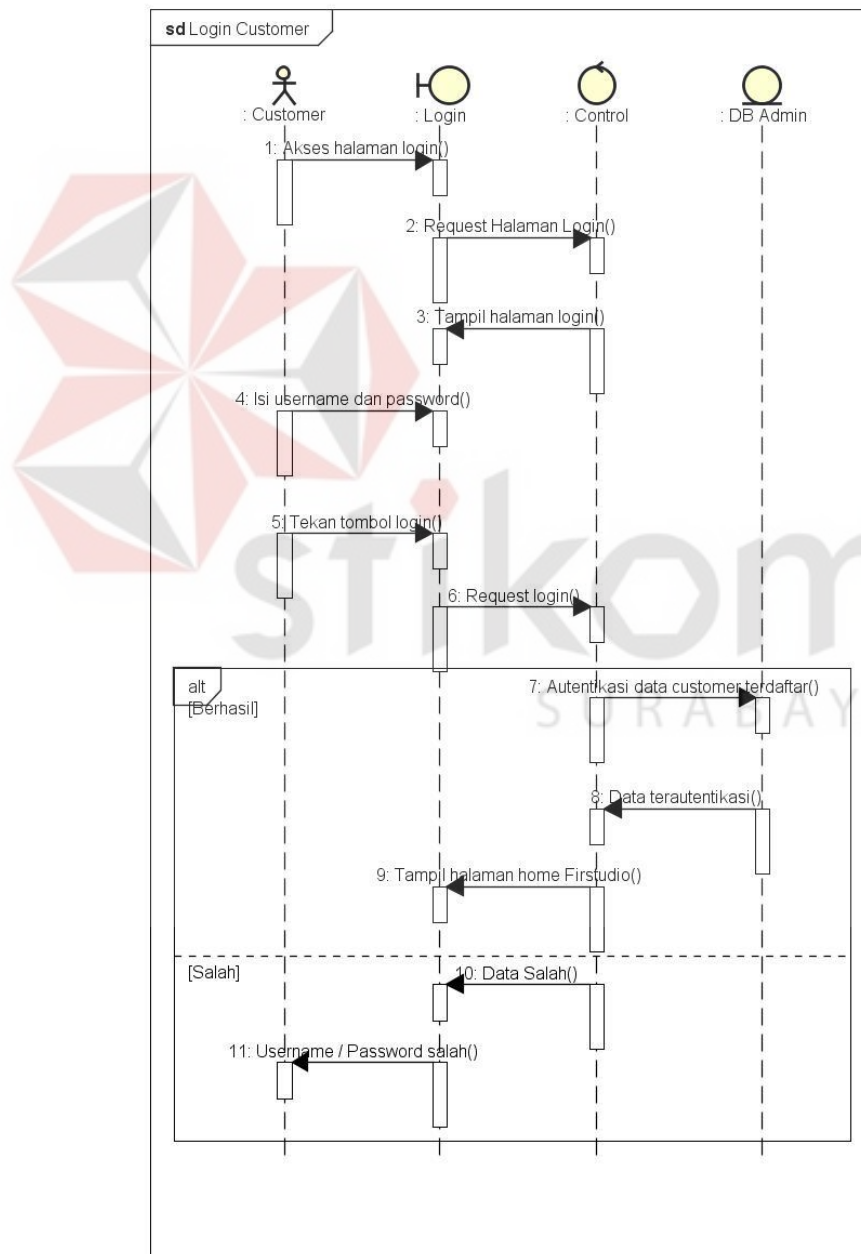 sd Login Customer
: Customer
: Login
: Control
: DB Admin
1: Akses halaman login()
2: Request Halaman Login()
3: Tampil halaman login()
4: Isi username dan password()
5: Tekan tombol login()
6: Request login()
alt
7: Autentikasi data customer terdaftar()
[Berhasil]
8: Data terautentikasi()
9: Tampil halaman home Firstudio()
[Salah]
10: Data Salah()
11: Username / Password salah()
stikom
SURABAY